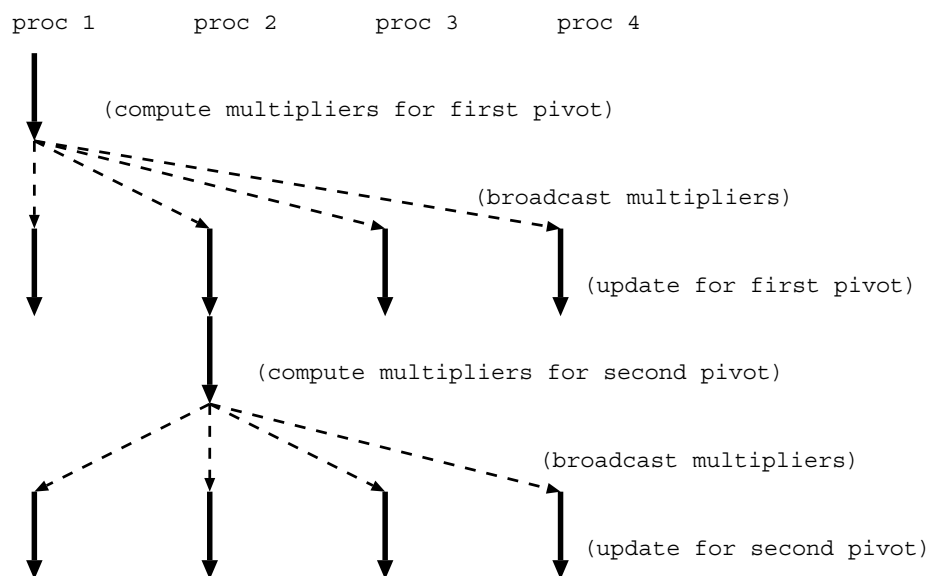 proc 1 proc 2 proc 3 proc 4
(compute multipliers for first pivot)
(broadcast multipliers)
(update for first pivot)
(compute multipliers for second pivot)
(broadcast multipliers)
(update for second pivot)